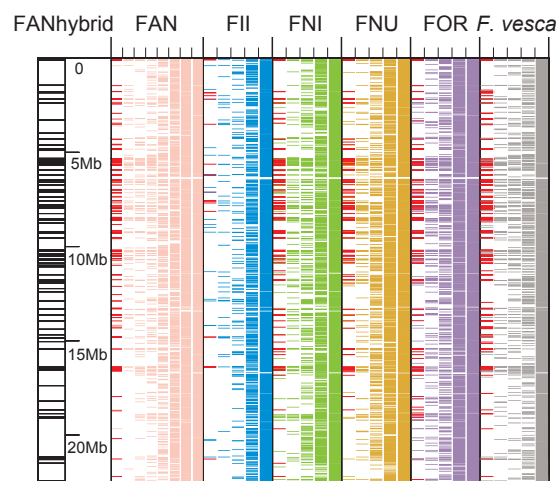 FANhybrid FAN FII FNI FNU FOR F. vesca
0
5Mb
10Mb
15Mb
20Mb